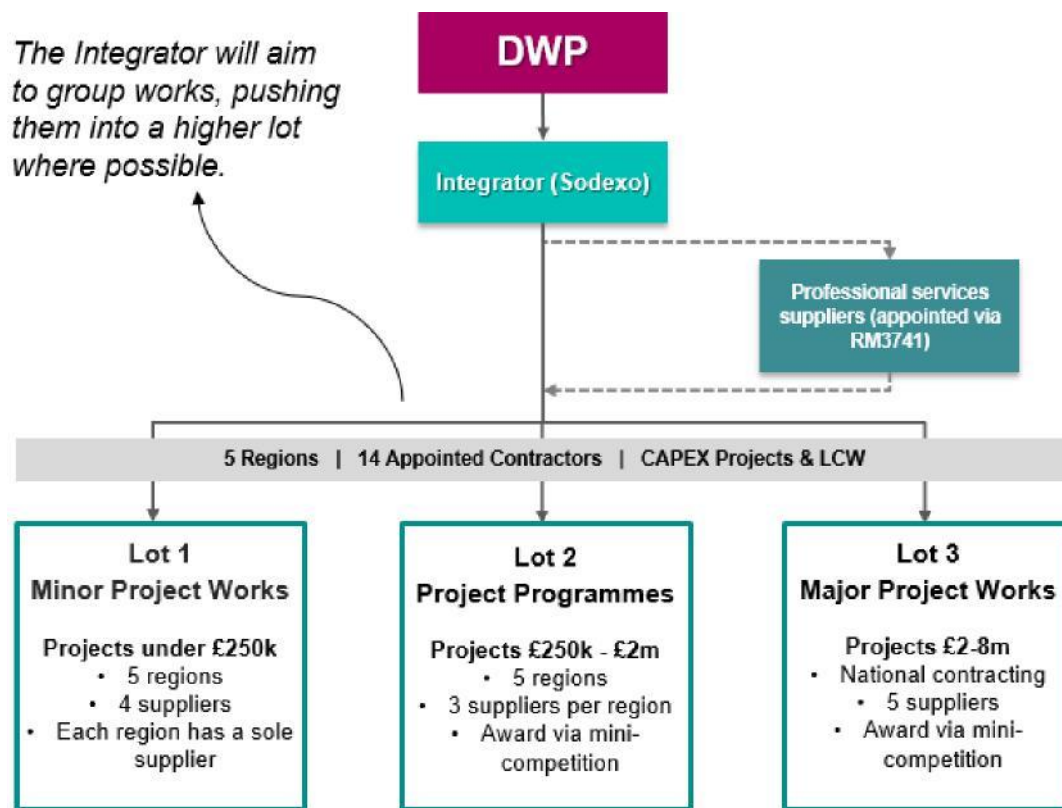 The Integrator will aim
to group works, pushing
them into a higher lot
where possible.
DWP
Integrator (Sodexo)
Professional services
suppliers (appointed via
RM3741)
5 Regions | 14 Appointed Contractors | CAPEX Projects & LCW
Lot 1
Minor Project Works
Projects under £250k
• 5 regions
• 4 suppliers
• Each region has a sole
supplier
Lot 2
Project Programmes
Projects £250k - £2m
• 5 regions
• 3 suppliers per region
• Award via mini-
competition
Lot 3
Major Project Works
Projects £2-8m
• National contracting
• 5 suppliers
• Award via mini-
competition